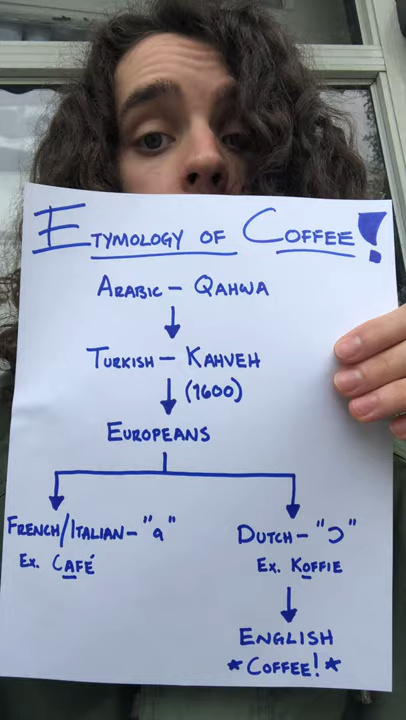 ETYMOLOGY OF COFFEE!
ARABIC - QAHWA
TURKISH - KAHVEH
(1600)
EUROPEANS
FRENCH/ITALIAN - "a"
Ex. CAFÉ
DUTCH - "Ɔ"
Ex. KOFFIE
ENGLISH
*COFFEE!*